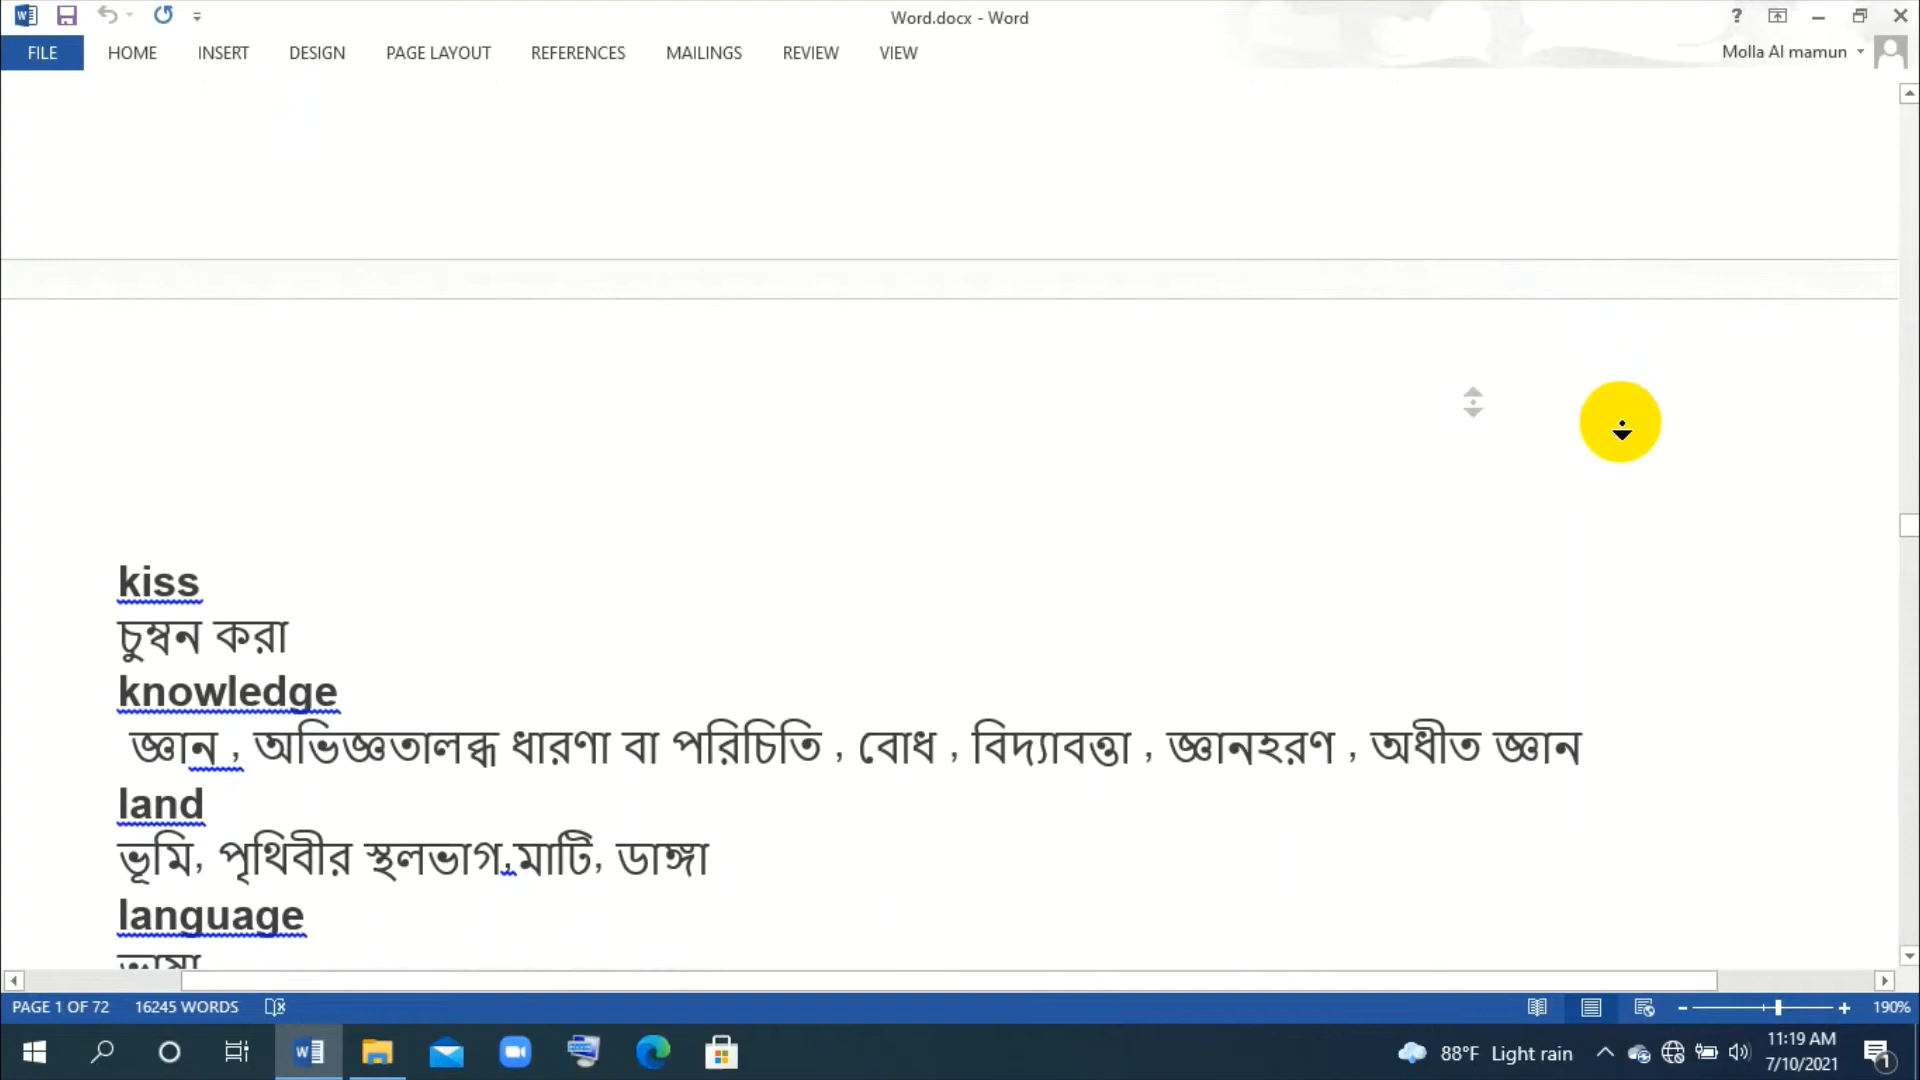 Word.docx - Word
?
FILE HOME INSERT DESIGN PAGE LAYOUT REFERENCES MAILINGS REVIEW VIEW
Molla Al mamun
kiss
চুম্বন করা
knowledge
জ্ঞান , অভিজ্ঞতালব্ধ ধারণা বা পরিচিতি , বোধ , বিদ্যাবত্তা , জ্ঞানহরণ , অধীত জ্ঞান
land
ভূমি, পৃথিবীর স্থলভাগ,মাটি, ডাঙ্গা
language
ভাষা
PAGE 1 OF 72 16245 WORDS
190%
88°F Light rain
11:19 AM
7/10/2021
1